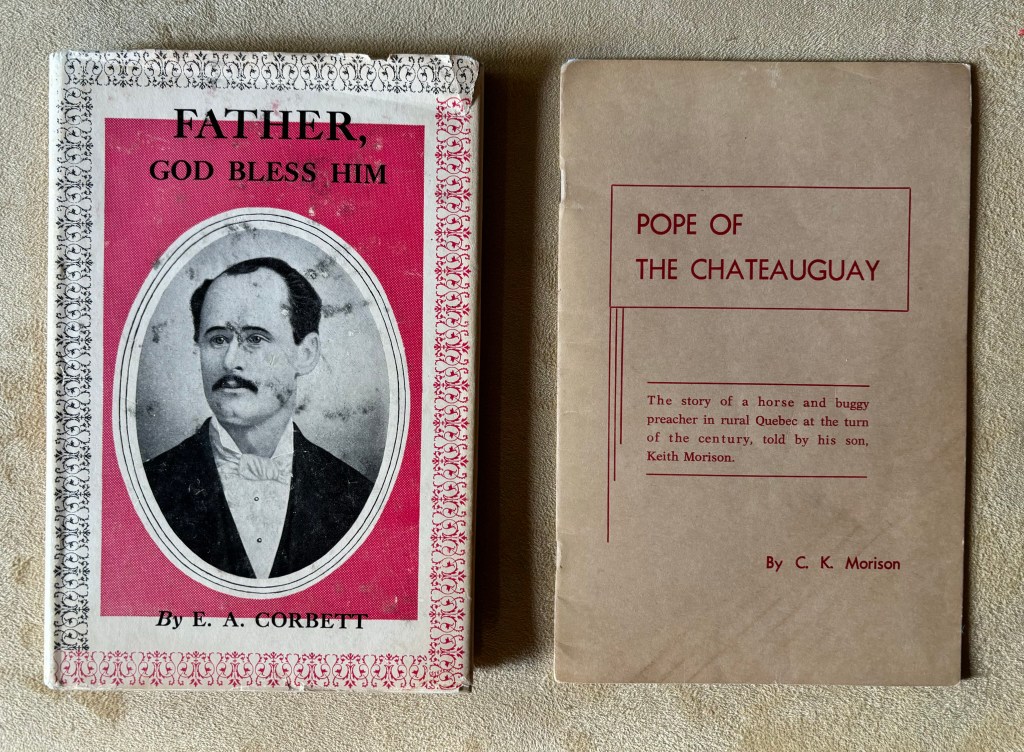 FATHER,
GOD BLESS HIM
By E. A. CORBETT
POPE OF
THE CHATEAUGUAY
The story of a horse and buggy
preacher in rural Quebec at the turn
of the century, told by his son,
Keith Morison.
By C. K. Morison